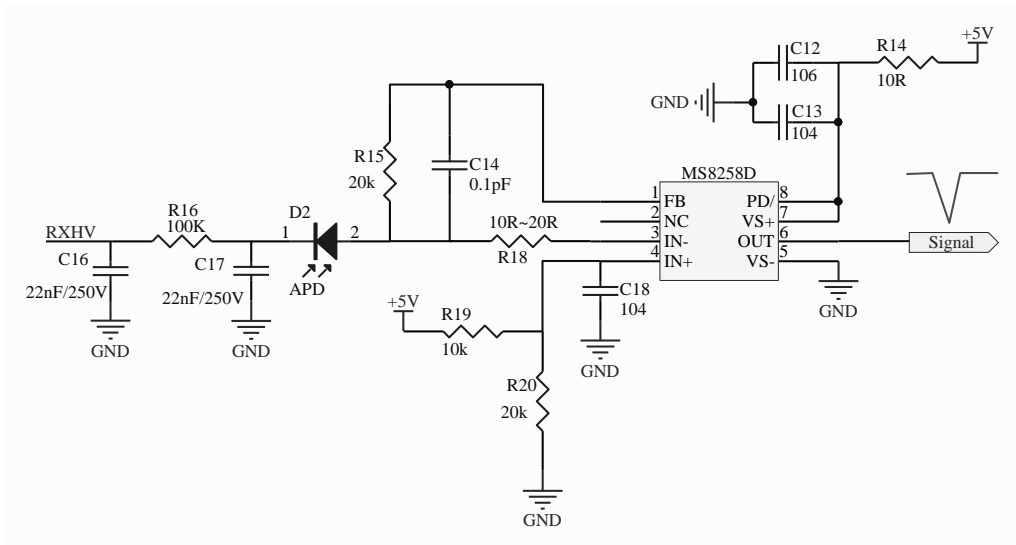 +5V
C12
106
R14
10R
GND
C13
104
R15
20k
C14
0.1pF
MS8258D
1 FB PD/ 8
2 NC VS+ 7
3 IN- OUT 6
4 IN+ VS- 5
10R~20R
R18
Signal
R16
100K
D2
RXHV
1
2
C16
22nF/250V
C17
22nF/250V
APD
GND
GND
C18
104
GND
GND
+5V
R19
10k
R20
20k
GND